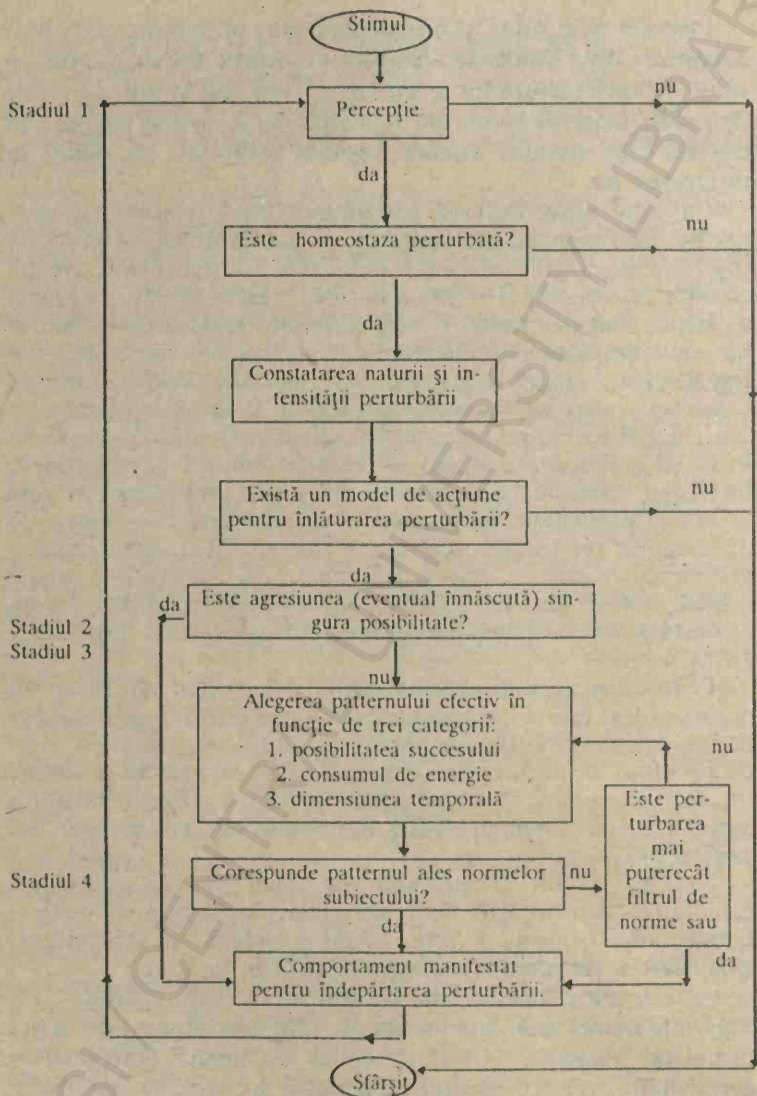 Stimul
Stadiul 1
Percepţie
nu
da
Este homeostaza perturbată?
nu
da
Constatarea naturii şi in-
tensităţii perturbării
Există un model de acţiune
pentru înlăturarea perturbării?
nu
da
da
Este agresiunea (eventual înnăscută) sin-
gura posibilitate?
Stadiul 2
Stadiul 3
nu
Alegerea patternului efectiv în
funcţie de trei categorii:
1. posibilitatea succesului
2. consumul de energie
3. dimensiunea temporală
nu
Este per-
turbarea
mai
puterecât
filtrul de
norme sau
Stadiul 4
Corespunde patternul ales normelor
subiectului?
nu
da
da
Comportament manifestat
pentru îndepărtarea perturbării.
Sfârşit
SI / CENTRAL UNIVERSITY LIBRAR